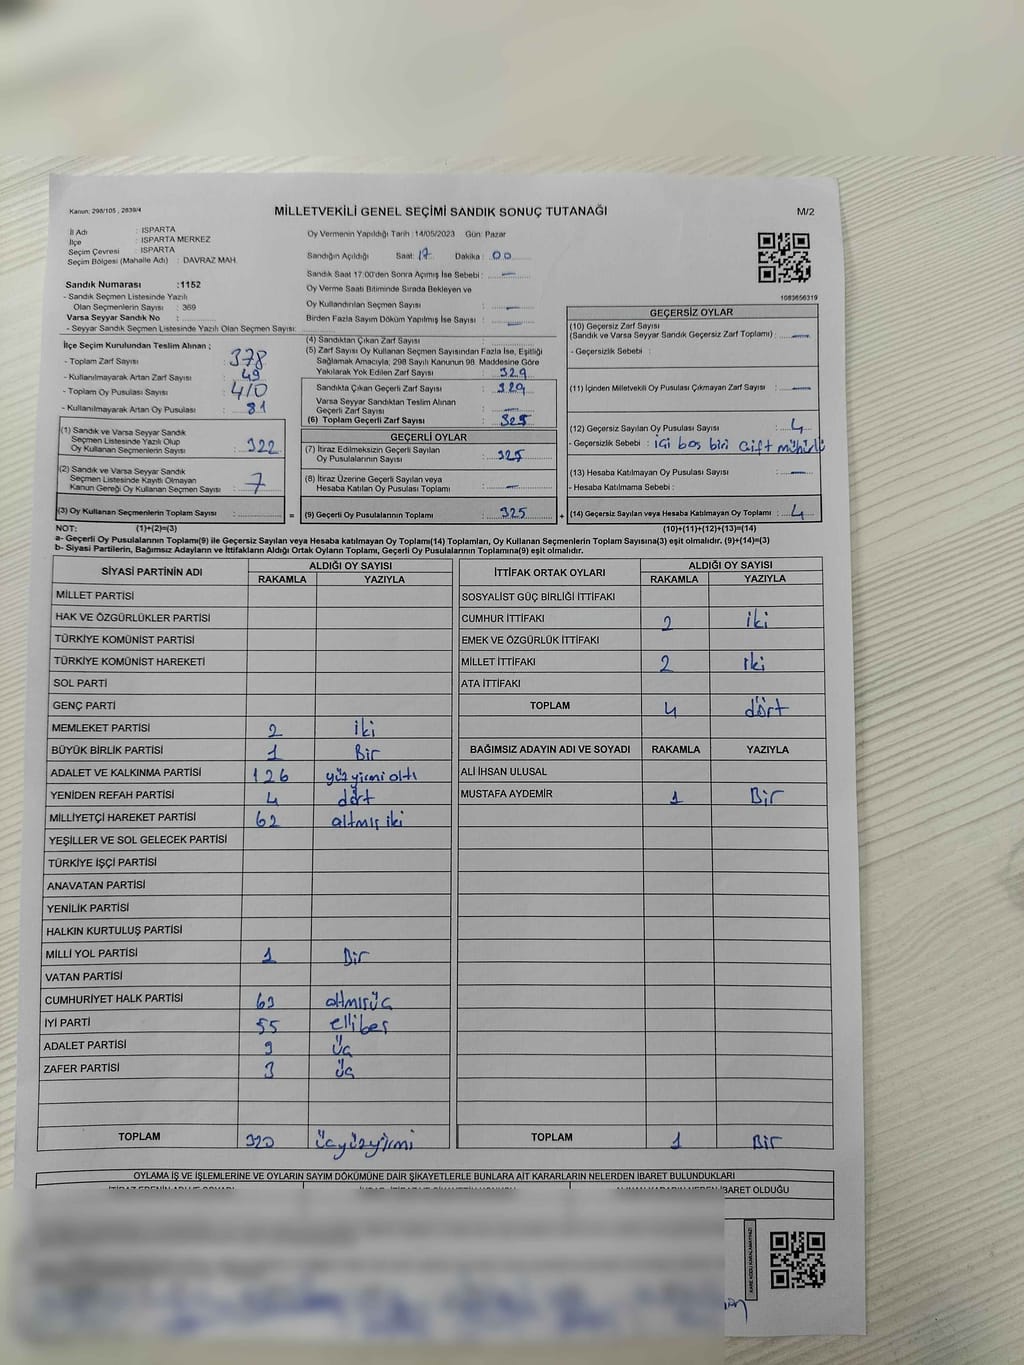 Kanun: 298/105 , 2839/4
MİLLETVEKİLİ GENEL SEÇİMİ SANDIK SONUÇ TUTANAĞI
M/2
İl Adı : ISPARTA
İlçe : ISPARTA MERKEZ
Seçim Çevresi : ISPARTA
Seçim Bölgesi (Mahalle Adı) : DAVRAZ MAH.
Sandık Numarası :1152
- Sandık Seçmen Listesinde Yazılı
Olan Seçmenlerin Sayısı : 369
Varsa Seyyar Sandık No :
- Seyyar Sandık Seçmen Listesinde Yazılı Olan Seçmen Sayısı:
Oy Vermenin Yapıldığı Tarih : 14/05/2023 Gün: Pazar
Sandığın Açıldığı Saat: 17 Dakika : 00
Sandık Saat 17:00'den Sonra Açımış İse Sebebi : —
Oy Verme Saati Bitiminde Sırada Bekleyen ve
Oy Kullandırılan Seçmen Sayısı : —
Birden Fazla Sayım Döküm Yapılmış İse Sayısı : —
1083656319
İlçe Seçim Kurulundan Teslim Alınan ;
- Toplam Zarf Sayısı : 378
- Kullanılmayarak Artan Zarf Sayısı : 49
- Toplam Oy Pusulası Sayısı : 410
- Kullanılmayarak Artan Oy Pusulası : 81
(1) Sandık ve Varsa Seyyar Sandık
Seçmen Listesinde Yazılı Olup
Oy Kullanan Seçmenlerin Sayısı : 322
(2) Sandık ve Varsa Seyyar Sandık
Seçmen Listesinde Kayıtlı Olmayan
Kanun Gereği Oy Kullanan Seçmen Sayısı : 7
(3) Oy Kullanan Seçmenlerin Toplam Sayısı :
(4) Sandıktan Çıkan Zarf Sayısı :
(5) Zarf Sayısı Oy Kullanan Seçmen Sayısından Fazla İse, Eşitliği
Sağlamak Amacıyla; 298 Sayılı Kanunun 98. Maddesine Göre
Yakılarak Yok Edilen Zarf Sayısı : 329
Sandıkta Çıkan Geçerli Zarf Sayısı : 329
Varsa Seyyar Sandıktan Teslim Alınan
Geçerli Zarf Sayısı : —
(6) Toplam Geçerli Zarf Sayısı : 325
GEÇERLİ OYLAR
(7) İtiraz Edilmeksizin Geçerli Sayılan
Oy Pusulalarının Sayısı : 325
(8) İtiraz Üzerine Geçerli Sayılan veya
Hesaba Katılan Oy Pusulası Toplamı : —
= (9) Geçerli Oy Pusulalarının Toplamı : 325 +
GEÇERSİZ OYLAR
(10) Geçersiz Zarf Sayısı
(Sandık ve Varsa Seyyar Sandık Geçersiz Zarf Toplamı) : —
- Geçersizlik Sebebi :
(11) İçinden Milletvekili Oy Pusulası Çıkmayan Zarf Sayısı : —
(12) Geçersiz Sayılan Oy Pusulası Sayısı : 4
- Geçersizlik Sebebi : içi boş biri Çift mühürlü
(13) Hesaba Katılmayan Oy Pusulası Sayısı : —
- Hesaba Katılmama Sebebi :
(14) Geçersiz Sayılan veya Hesaba Katılmayan Oy Toplamı : 4
NOT: (1)+(2)=(3) (10)+(11)+(12)+(13)=(14)
a- Geçerli Oy Pusulalarının Toplamı(9) ile Geçersiz Sayılan veya Hesaba katılmayan Oy Toplamı(14) Toplamları, Oy Kullanan Seçmenlerin Toplam Sayısına(3) eşit olmalıdır. (9)+(14)=(3)
b- Siyasi Partilerin, Bağımsız Adayların ve İttifakların Aldığı Ortak Oyların Toplamı, Geçerli Oy Pusulalarının Toplamına(9) eşit olmalıdır.
SİYASİ PARTİNİN ADI ALDIĞI OY SAYISI
RAKAMLA YAZIYLA
MİLLET PARTİSİ
HAK VE ÖZGÜRLÜKLER PARTİSİ
TÜRKİYE KOMÜNİST PARTİSİ
TÜRKİYE KOMÜNİST HAREKETİ
SOL PARTİ
GENÇ PARTİ
MEMLEKET PARTİSİ 2 iki
BÜYÜK BİRLİK PARTİSİ 1 Bir
ADALET VE KALKINMA PARTİSİ 126 yüz yirmi altı
YENİDEN REFAH PARTİSİ 4 dört
MİLLİYETÇİ HAREKET PARTİSİ 62 altmış iki
YEŞİLLER VE SOL GELECEK PARTİSİ
TÜRKİYE İŞÇİ PARTİSİ
ANAVATAN PARTİSİ
YENİLİK PARTİSİ
HALKIN KURTULUŞ PARTİSİ
MİLLİ YOL PARTİSİ 1 Bir
VATAN PARTİSİ
CUMHURİYET HALK PARTİSİ 63 altmışüç
İYİ PARTİ 55 ellibeş
ADALET PARTİSİ 3 üç
ZAFER PARTİSİ 3 üç
TOPLAM 320 üçyüzyirmi
İTTİFAK ORTAK OYLARI ALDIĞI OY SAYISI
RAKAMLA YAZIYLA
SOSYALİST GÜÇ BİRLİĞİ İTTİFAKI
CUMHUR İTTİFAKI 2 iki
EMEK VE ÖZGÜRLÜK İTTİFAKI
MİLLET İTTİFAKI 2 iki
ATA İTTİFAKI
TOPLAM 4 dört
BAĞIMSIZ ADAYIN ADI VE SOYADI RAKAMLA YAZIYLA
ALİ İHSAN ULUSAL
MUSTAFA AYDEMİR 1 Bir
TOPLAM 1 Bir
OYLAMA İŞ VE İŞLEMLERİNE VE OYLARIN SAYIM DÖKÜMÜNE DAİR ŞİKAYETLERLE BUNLARA AİT KARARLARIN NELERDEN İBARET BULUNDUKLARI
İBARET OLDUĞU